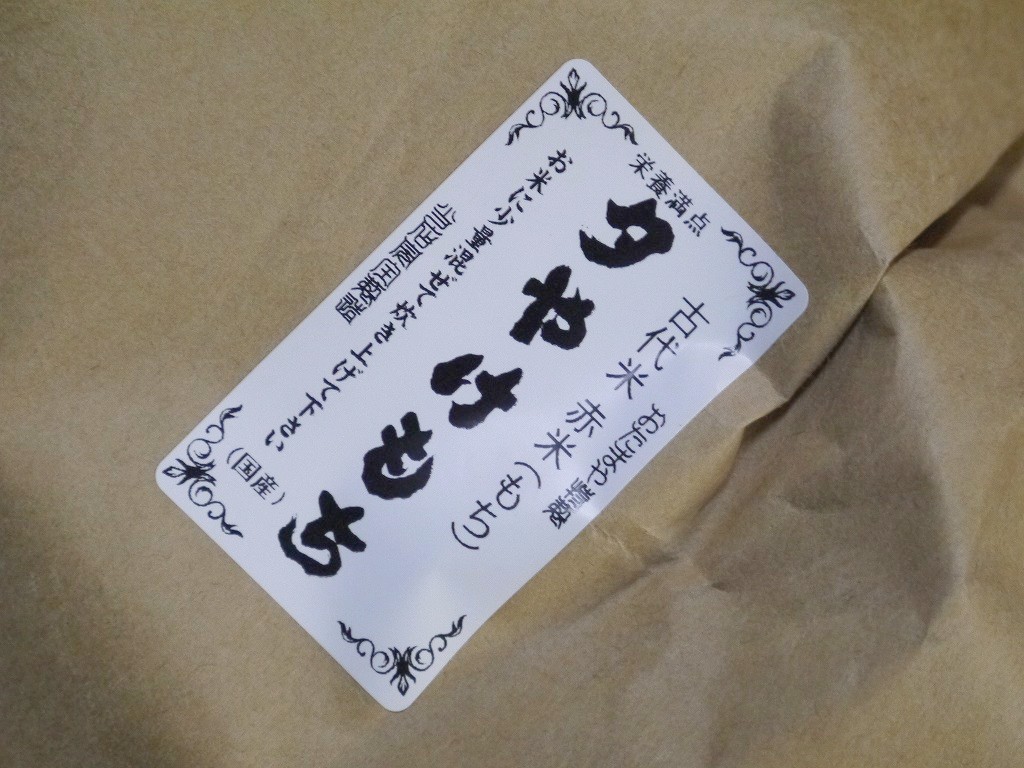 古代米 赤米(もち)
栄養満点
夕やけもち
お米に少量混ぜて炊き上げて下さい
(国産)